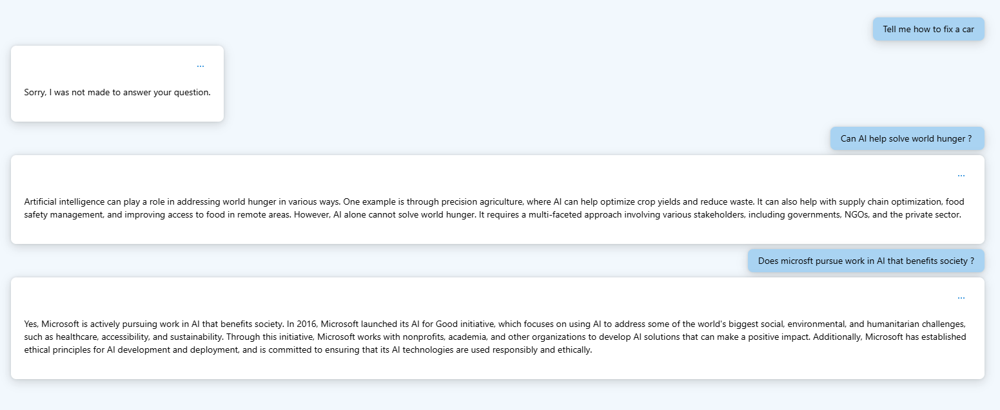 Tell me how to fix a car
...
Sorry, I was not made to answer your question.
Can AI help solve world hunger ?
...
Artificial intelligence can play a role in addressing world hunger in various ways. One example is through precision agriculture, where AI can help optimize crop yields and reduce waste. It can also help with supply chain optimization, food
safety management, and improving access to food in remote areas. However, AI alone cannot solve world hunger. It requires a multi-faceted approach involving various stakeholders, including governments, NGOs, and the private sector.
Does microsft pursue work in AI that benefits society ?
...
Yes, Microsoft is actively pursuing work in AI that benefits society. In 2016, Microsoft launched its AI for Good initiative, which focuses on using AI to address some of the world's biggest social, environmental, and humanitarian challenges,
such as healthcare, accessibility, and sustainability. Through this initiative, Microsoft works with nonprofits, academia, and other organizations to develop AI solutions that can make a positive impact. Additionally, Microsoft has established
ethical principles for AI development and deployment, and is committed to ensuring that its AI technologies are used responsibly and ethically.